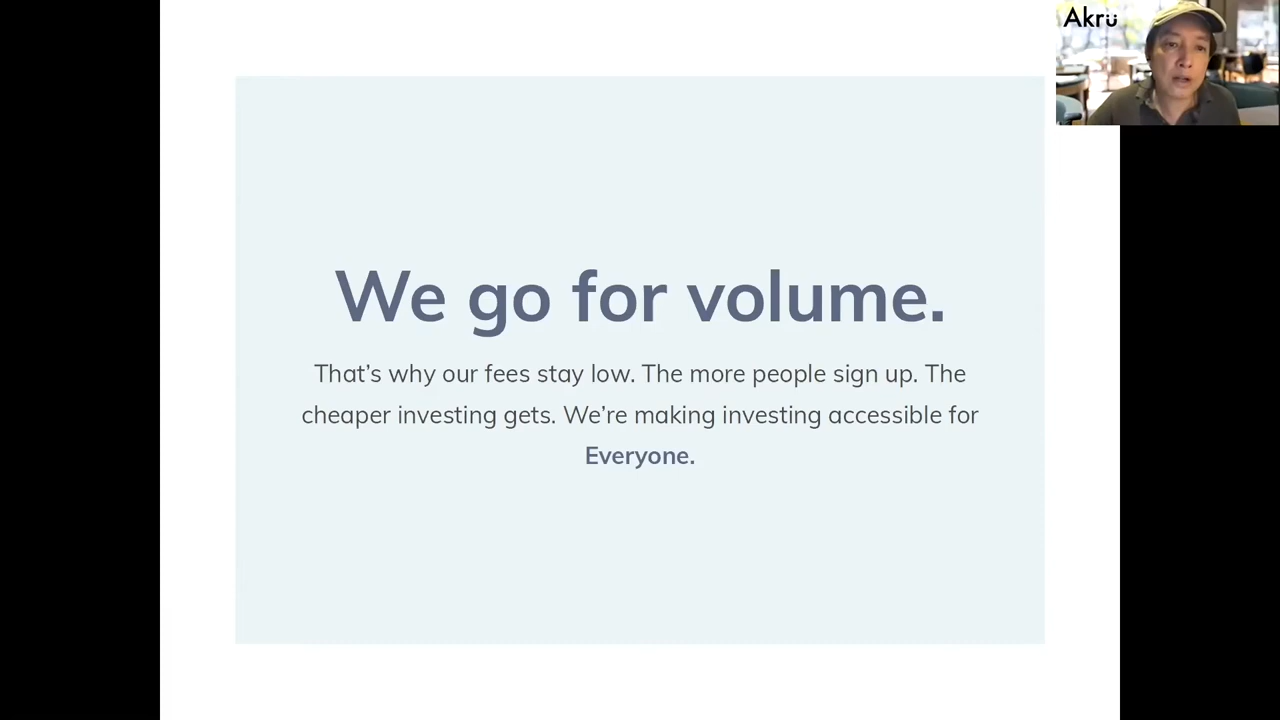 Akru
We go for volume.
That’s why our fees stay low. The more people sign up. The
cheaper investing gets. We’re making investing accessible for
Everyone.